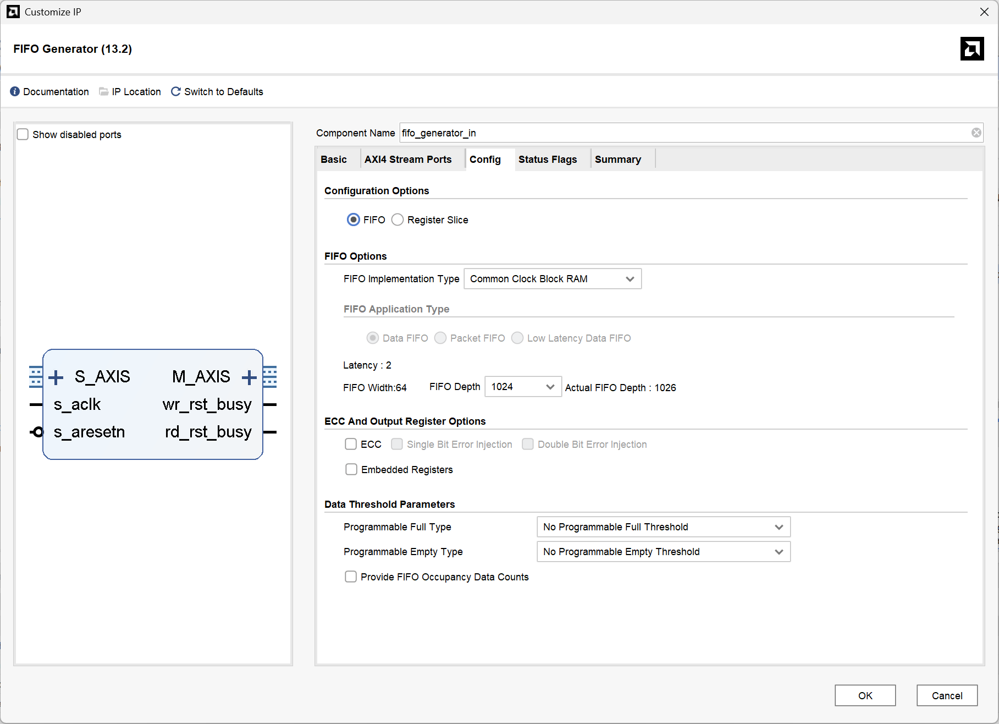 Customize IP
FIFO Generator (13.2)
Documentation IP Location Switch to Defaults
Show disabled ports
S_AXIS M_AXIS
s_aclk wr_rst_busy
s_aresetn rd_rst_busy
Component Name fifo_generator_in
Basic AXI4 Stream Ports Config Status Flags Summary
Configuration Options
FIFO Register Slice
FIFO Options
FIFO Implementation Type Common Clock Block RAM
FIFO Application Type
Data FIFO Packet FIFO Low Latency Data FIFO
Latency : 2
FIFO Width:64 FIFO Depth 1024 Actual FIFO Depth : 1026
ECC And Output Register Options
ECC Single Bit Error Injection Double Bit Error Injection
Embedded Registers
Data Threshold Parameters
Programmable Full Type No Programmable Full Threshold
Programmable Empty Type No Programmable Empty Threshold
Provide FIFO Occupancy Data Counts
OK Cancel